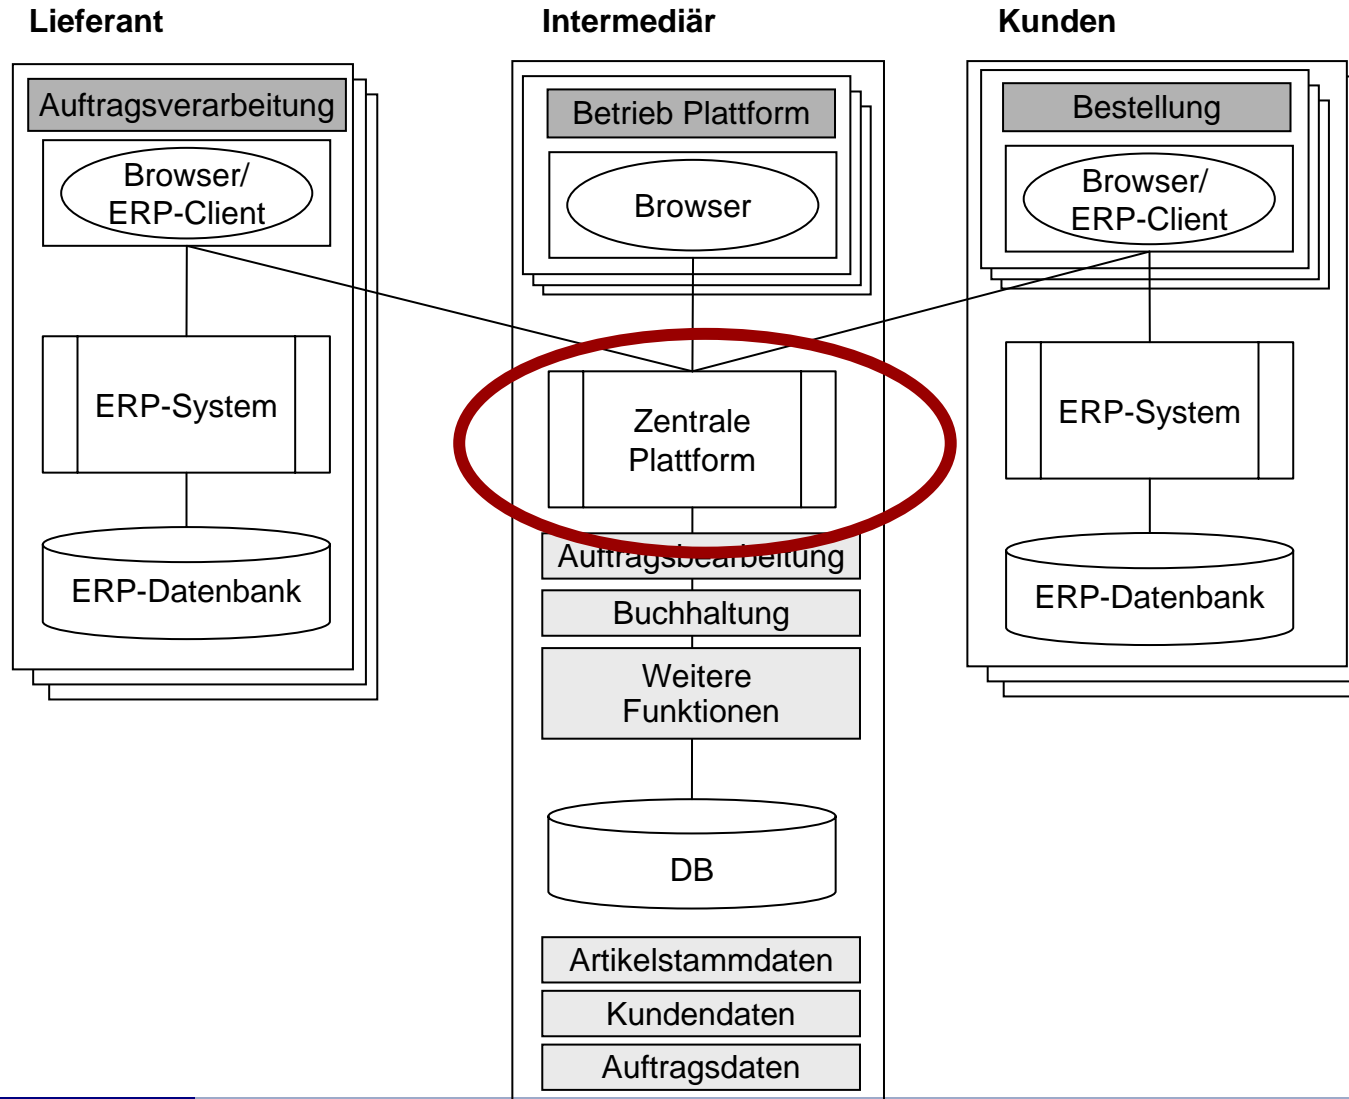 Lieferant
Intermediär
Kunden
Auftragsverarbeitung
Browser/
ERP-Client
ERP-System
ERP-Datenbank
Betrieb Plattform
Browser
Zentrale
Plattform
Auftragsbearbeitung
Buchhaltung
Weitere
Funktionen
DB
Artikelstammdaten
Kundendaten
Auftragsdaten
Bestellung
Browser/
ERP-Client
ERP-System
ERP-Datenbank